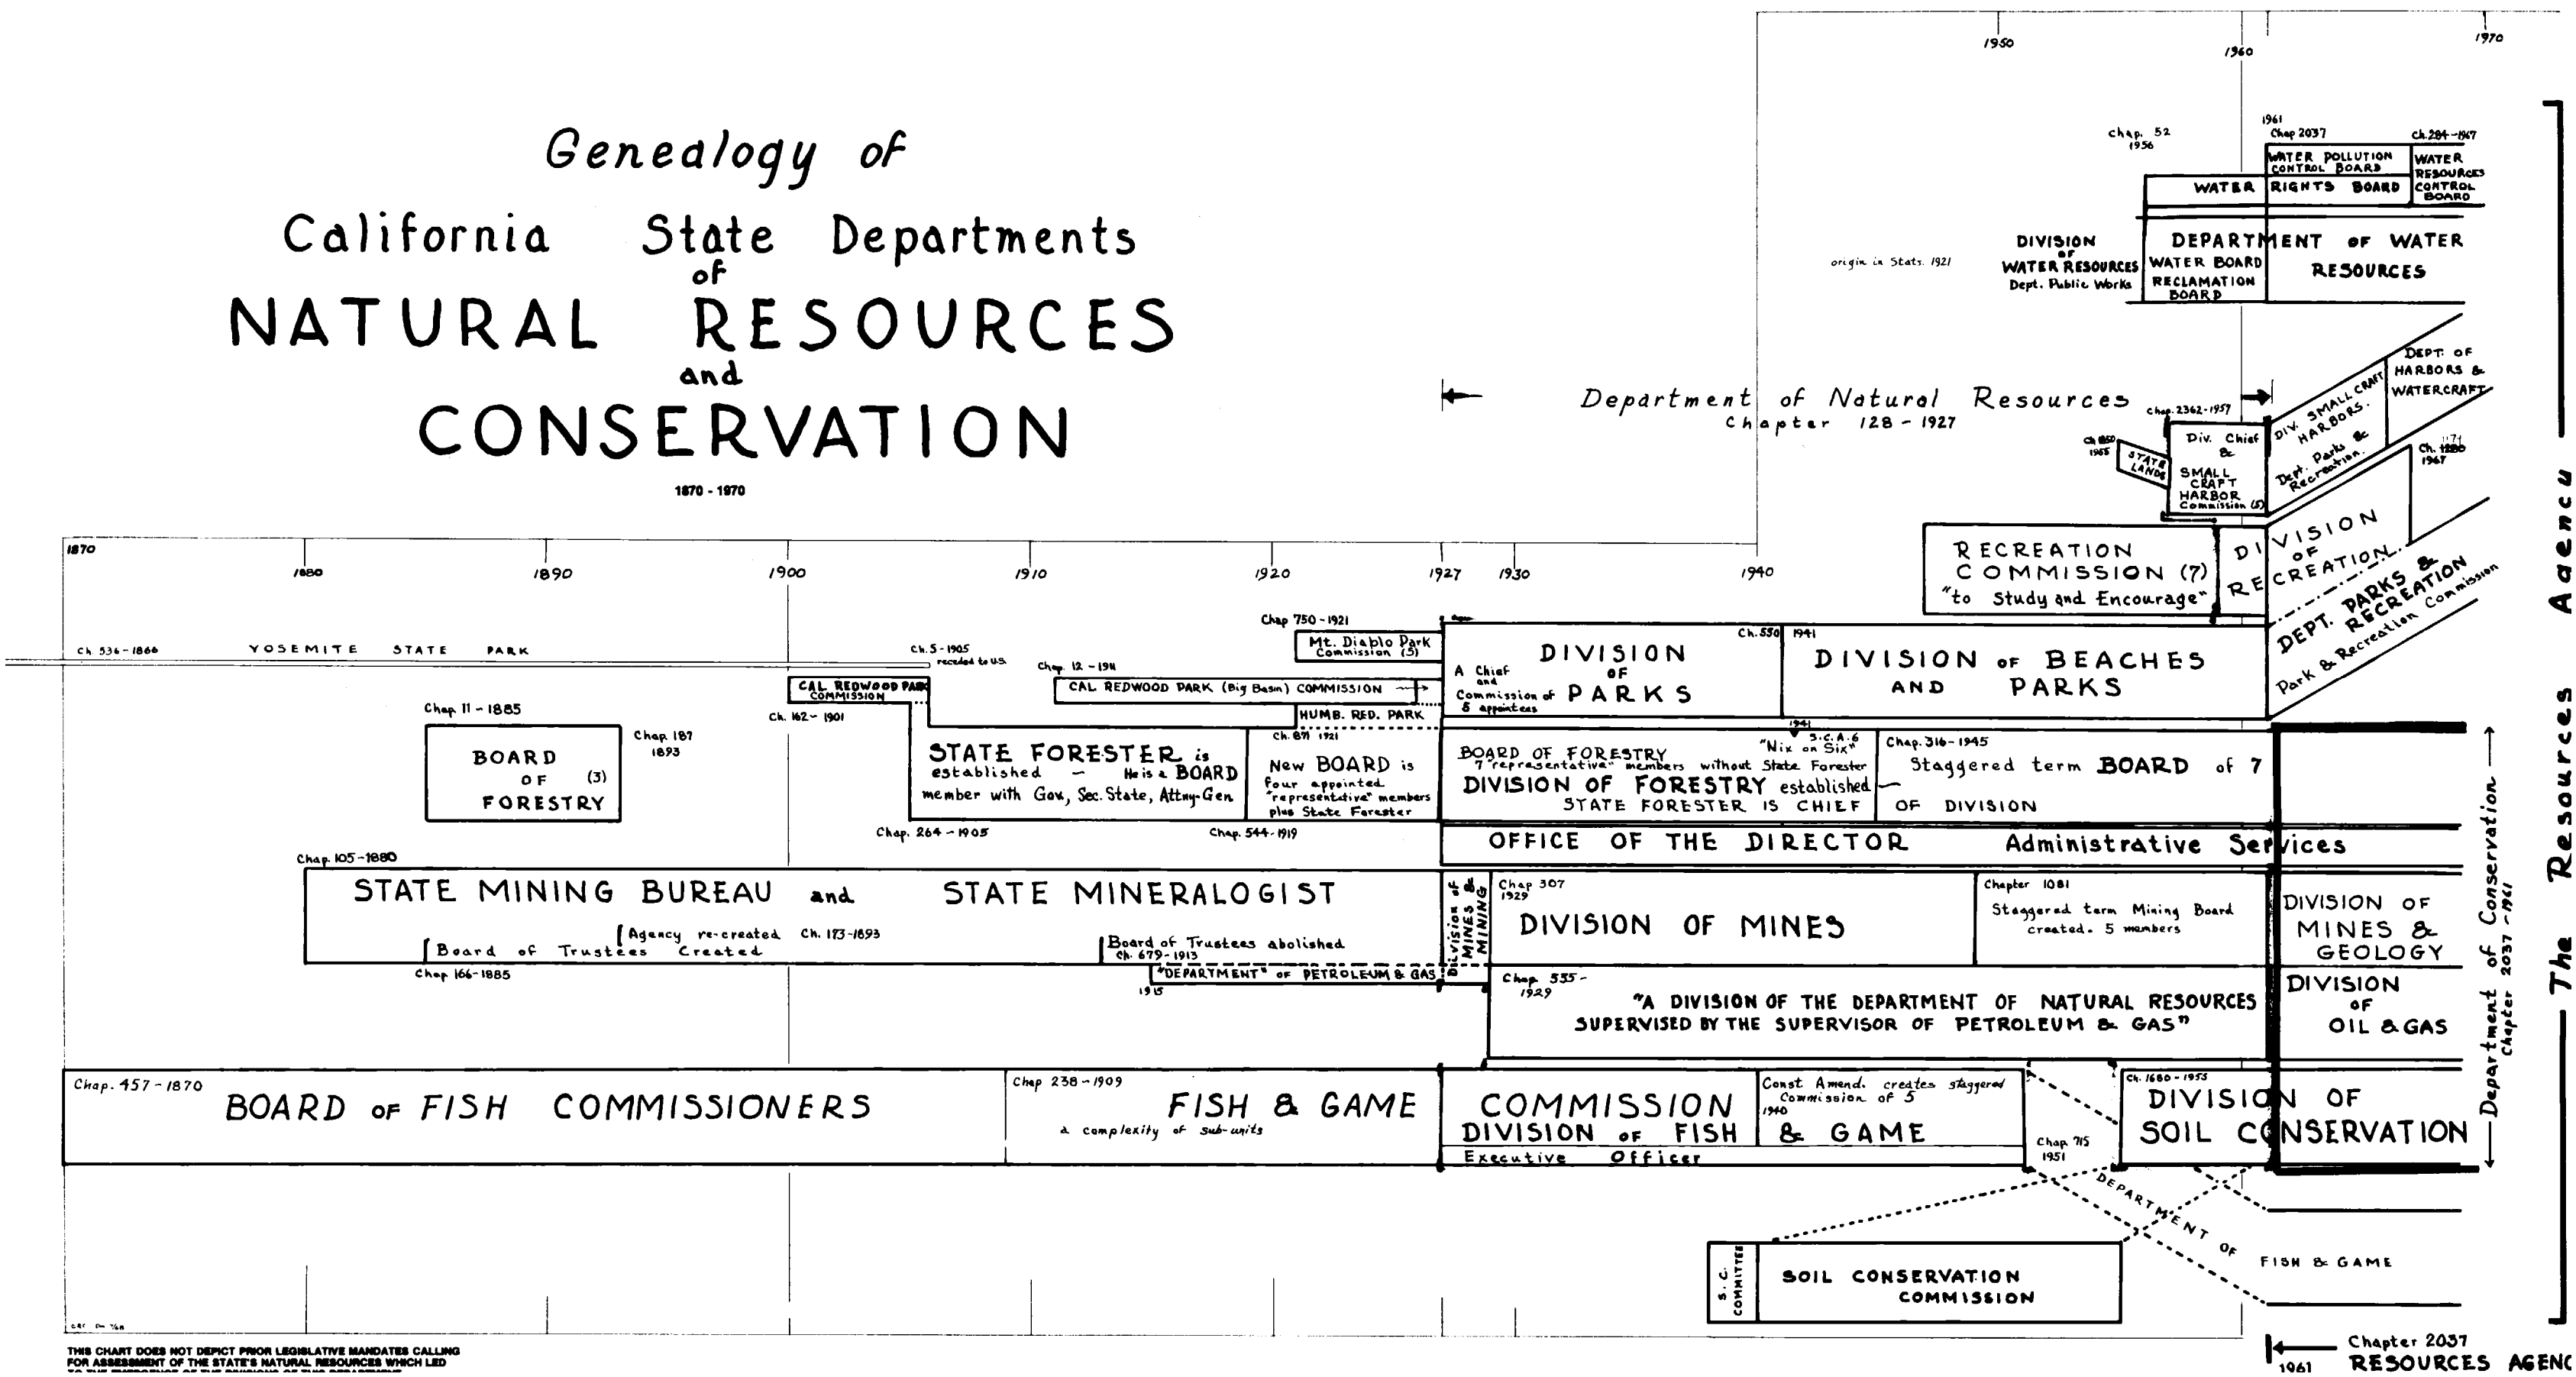 Genealogy of
California State Departments
of
NATURAL RESOURCES
and
CONSERVATION
1870 - 1970
1950
1960
1970
Chap. 52
1956
1961
Chap 2037
Ch. 284-1967
WATER POLLUTION
CONTROL BOARD
WATER
RESOURCES
CONTROL
BOARD
WATER RIGHTS BOARD
origin in Stats. 1921
DIVISION
OF
WATER RESOURCES
Dept. Public Works
DEPARTMENT OF WATER
RESOURCES
WATER BOARD
RECLAMATION
BOARD
Department of Natural Resources
Chapter 128 - 1927
Chap. 2362-1957
1955
STATE
LANDS
Div. Chief
&
SMALL
CRAFT
HARBOR
Commission (5)
DIV. SMALL CRAFT
HARBORS.
Dept. Parks &
Recreation.
DEPT. OF
HARBORS &
WATERCRAFT
Ch.
1967
RECREATION
COMMISSION (7)
"to Study and Encourage"
DIVISION
OF
RECREATION
DEPT. PARKS &
RECREATION
Park & Recreation Commission
1870
1880
1890
1900
1910
1920
1927
1930
1940
Ch. 536-1866
YOSEMITE STATE PARK
Ch. 5-1905
receded to U.S.
Chap 750-1921
Mt. Diablo Park
Commission (5)
CAL REDWOOD PARK
COMMISSION
Ch. 162-1901
Chap. 12-1911
CAL REDWOOD PARK (Big Basin) COMMISSION
HUMB. RED. PARK
Ch. 871 1921
A Chief
and
Commission of
5 appointees
DIVISION
OF
PARKS
Ch. 550 1941
DIVISION OF BEACHES
AND PARKS
Chap. 11-1885
BOARD
OF (3)
FORESTRY
Chap. 187
1893
STATE FORESTER is
established — He is a BOARD
member with Gov, Sec. State, Attny-Gen
Chap. 264-1905
New BOARD is
four appointed
"representative" members
plus State Forester
Chap. 544-1919
BOARD OF FORESTRY
7 "representative" members without State Forester
1941
S.C.A.6
"Nix on Six"
DIVISION OF FORESTRY established —
STATE FORESTER IS CHIEF OF DIVISION
Chap. 316-1945
Staggered term BOARD of 7
OFFICE OF THE DIRECTOR Administrative Services
Chap. 105-1880
STATE MINING BUREAU and STATE MINERALOGIST
Agency re-created Ch. 173-1893
Board of Trustees Created
Chap 166-1885
Board of Trustees abolished
Ch. 679-1913
"DEPARTMENT" OF PETROLEUM & GAS
1915
Division of
MINES &
MINING
Chap 307
1929
DIVISION OF MINES
Chapter 1081
Staggered term Mining Board
created. 5 members
DIVISION OF
MINES &
GEOLOGY
Chap. 535-
1929
"A DIVISION OF THE DEPARTMENT OF NATURAL RESOURCES
SUPERVISED BY THE SUPERVISOR OF PETROLEUM & GAS"
DIVISION
OF
OIL & GAS
Chap. 457-1870
BOARD OF FISH COMMISSIONERS
Chap 238-1909
FISH & GAME
a complexity of sub-units
COMMISSION
DIVISION OF FISH & GAME
Executive Officer
Const Amend. creates staggered
Commission of 5
1940
Chap. 715
1951
Ch. 1680-1955
DIVISION OF
SOIL CONSERVATION
DEPARTMENT OF FISH & GAME
S.C.
COMMITTEE
SOIL CONSERVATION
COMMISSION
Department of Conservation
Chapter 2037-1961
The Resources Agency
Chapter 2037
1961 RESOURCES AGENC
THIS CHART DOES NOT DEPICT PRIOR LEGISLATIVE MANDATES CALLING
FOR ASSESSMENT OF THE STATE'S NATURAL RESOURCES WHICH LED